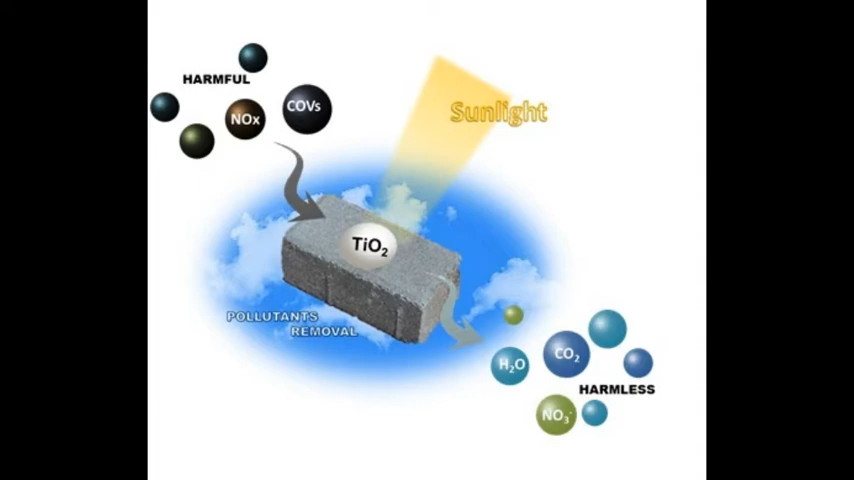 HARMFUL
NOx
COVs
Sunlight
TiO₂
POLLUTANTS
REMOVAL
H₂O
CO₂
HARMLESS
NO₃⁻